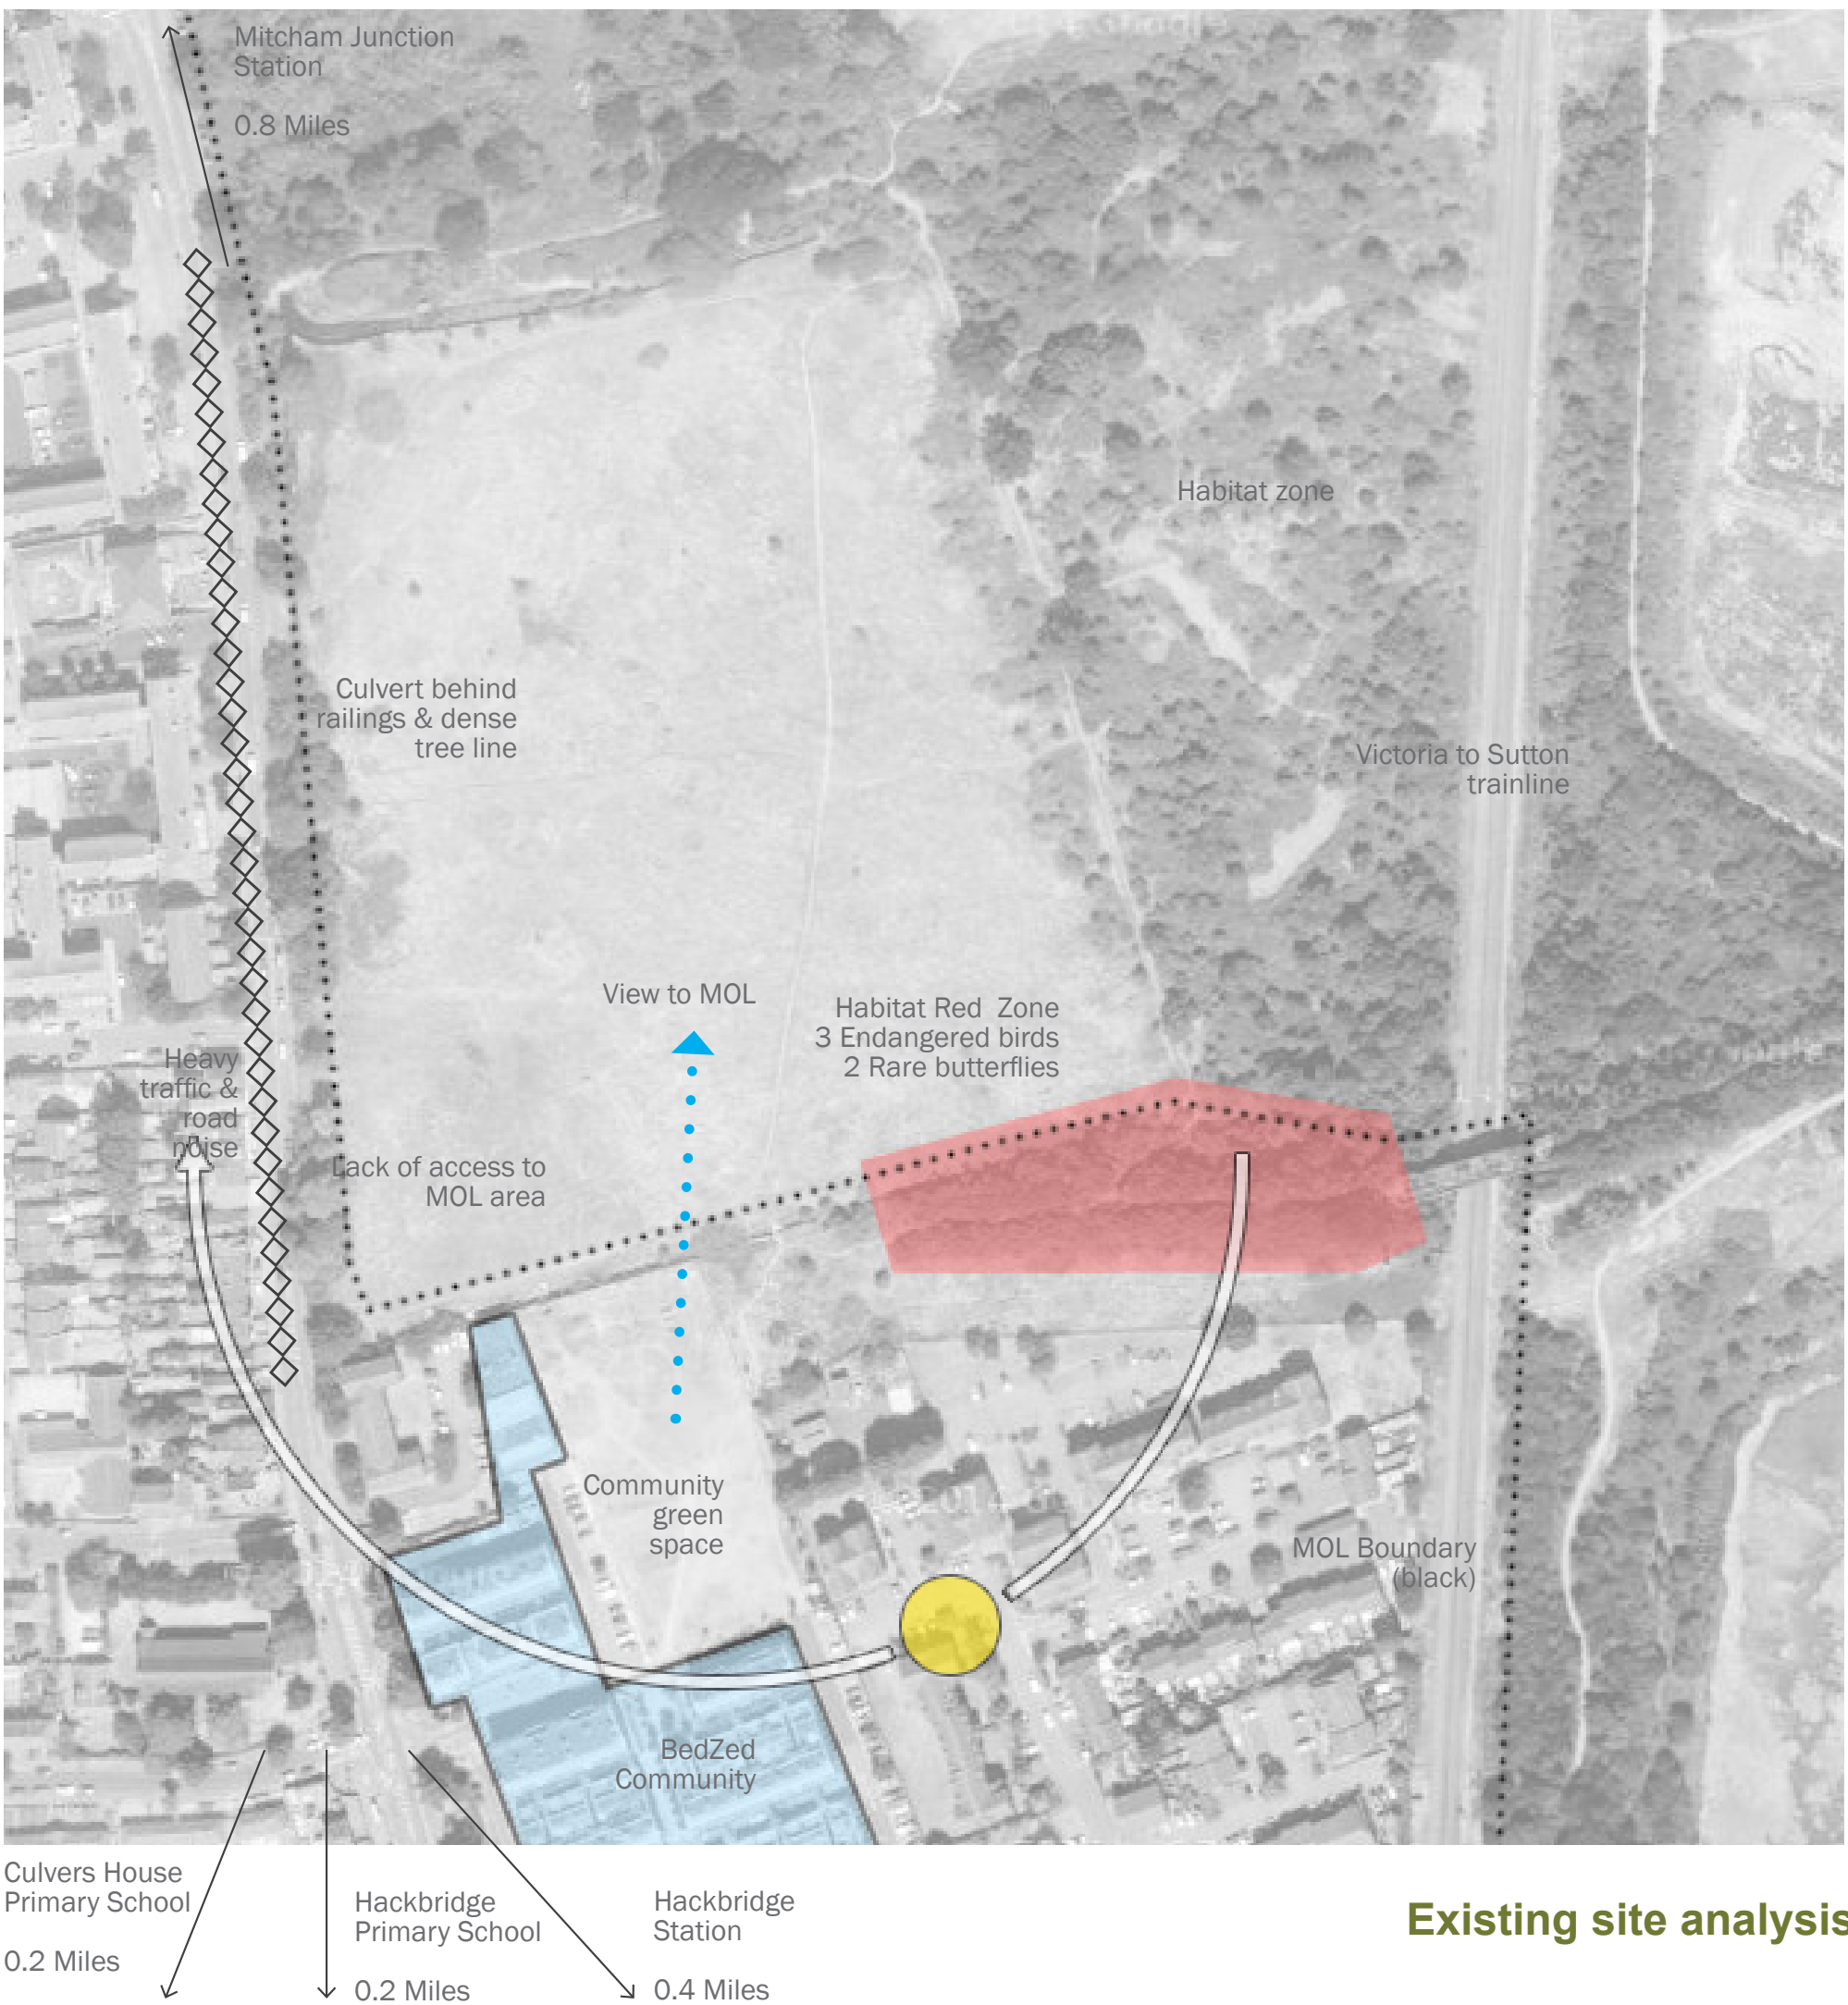 Mitcham Junction
Station
0.8 Miles
Habitat zone
Culvert behind
railings & dense
tree line
Victoria to Sutton
trainline
View to MOL
Habitat Red  Zone
3 Endangered birds
2 Rare butterflies
Heavy
traffic &
road
noise
Lack of access to
MOL area
Community
green
space
MOL Boundary
(black)
BedZed
Community
Culvers House
Primary School
0.2 Miles
Hackbridge
Primary School
0.2 Miles
Hackbridge
Station
0.4 Miles
Existing site analysis